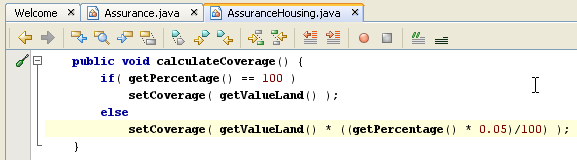 Welcome Assurance.java AssuranceHousing.java
public void calculateCoverage() {
if( getPercentage() == 100 )
setCoverage( getValueLand() );
else
setCoverage( getValueLand() * ((getPercentage() * 0.05)/100) );
}